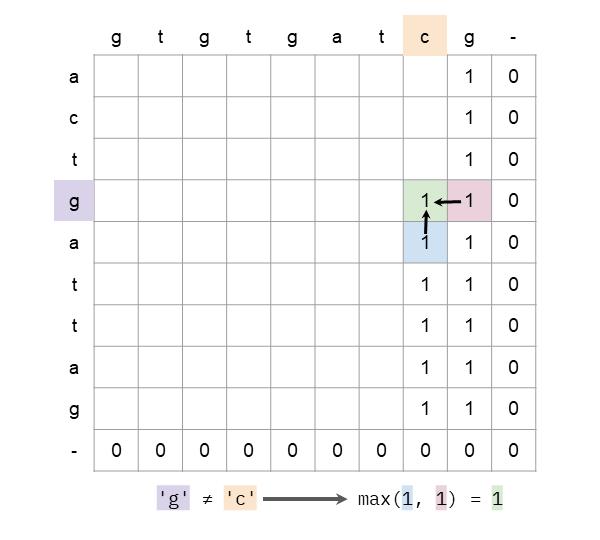 g t g t g a t c g -
a 1 0
c 1 0
t 1 0
g 1 1 0
a 1 1 0
t 1 1 0
t 1 1 0
a 1 1 0
g 1 1 0
- 0 0 0 0 0 0 0 0 0 0
'g' ≠ 'c' max(1, 1) = 1